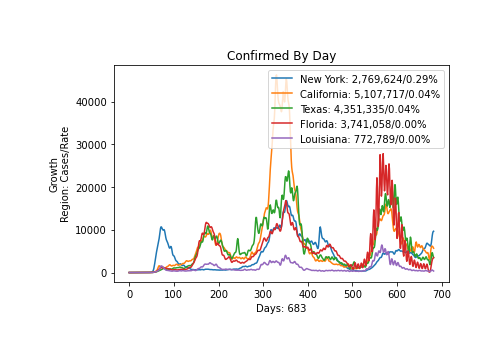 Confirmed By Day
New York: 2,769,624/0.29%
California: 5,107,717/0.04%
Texas: 4,351,335/0.04%
Florida: 3,741,058/0.00%
Louisiana: 772,789/0.00%
Growth
Region: Cases/Rate
40000
30000
20000
10000
0
0 100 200 300 400 500 600 700
Days: 683